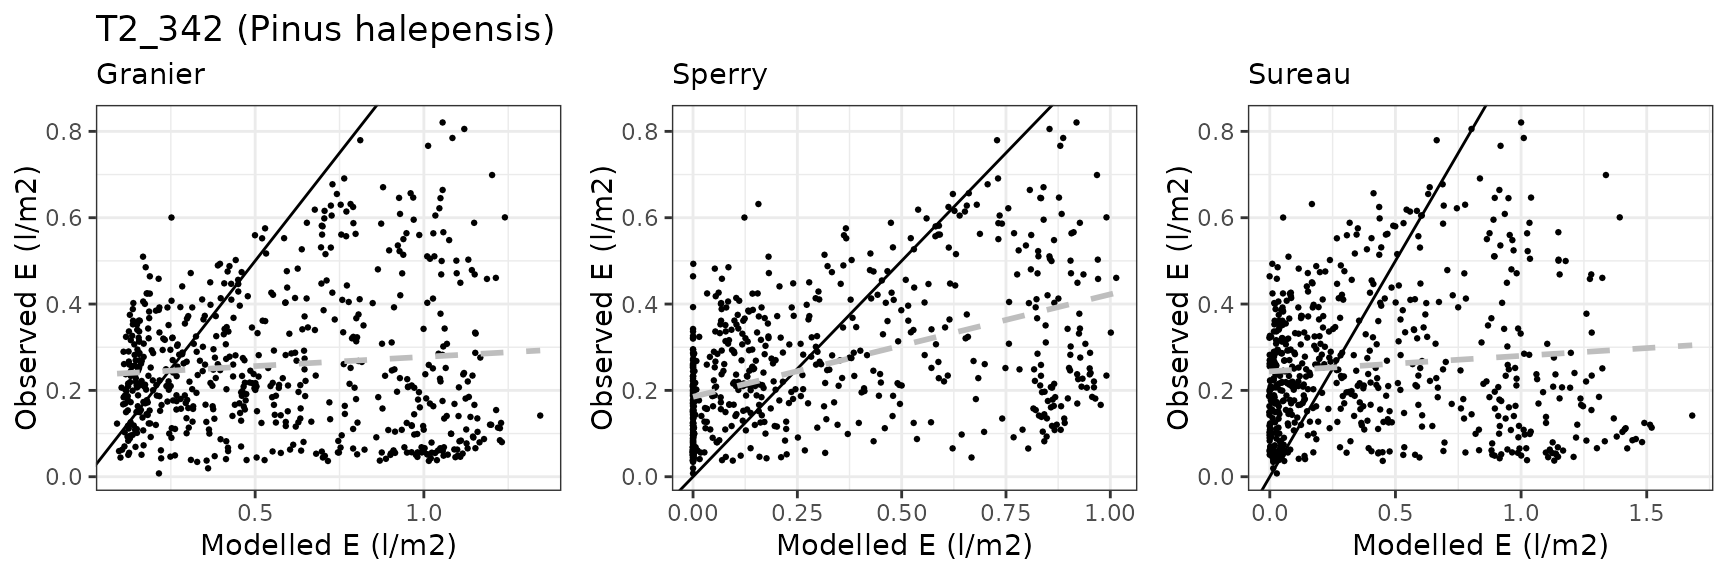 T2_342 (Pinus halepensis)
Granier
Sperry
Sureau
Observed E (l/m2)
0.8
0.6
0.4
0.2
0.0
0.5
1.0
Modelled E (l/m2)
Observed E (l/m2)
0.8
0.6
0.4
0.2
0.0
0.00
0.25
0.50
0.75
1.00
Modelled E (l/m2)
Observed E (l/m2)
0.8
0.6
0.4
0.2
0.0
0.0
0.5
1.0
1.5
Modelled E (l/m2)